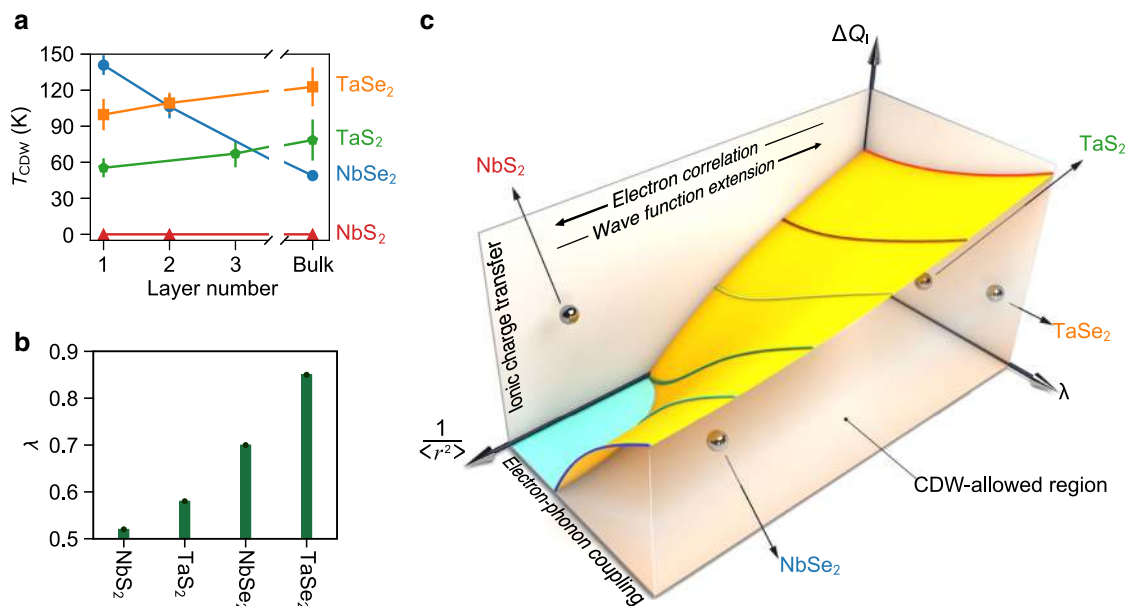 a
150
120
90
60
30
0
T_CDW (K)
1 2 3 Bulk
Layer number
TaSe₂
TaS₂
NbSe₂
NbS₂
b
0.9
0.8
0.7
0.6
0.5
λ
NbS₂ TaS₂ NbSe₂ TaSe₂
c
ΔQ_I
TaS₂
NbS₂
Electron correlation
Wave function extension
Ionic charge transfer
TaSe₂
λ
1/<r²>
Electron-phonon coupling
CDW-allowed region
NbSe₂